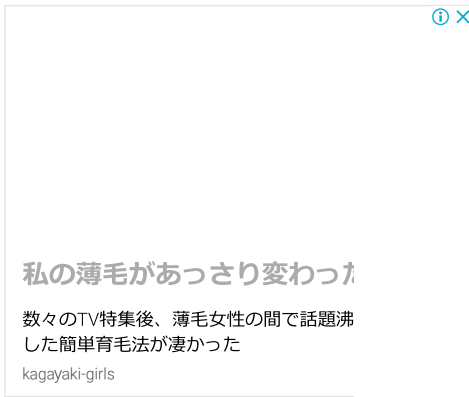 私の薄毛があっさり変わった
数々のTV特集後、薄毛女性の間で話題沸
した簡単育毛法が凄かった
kagayaki-girls